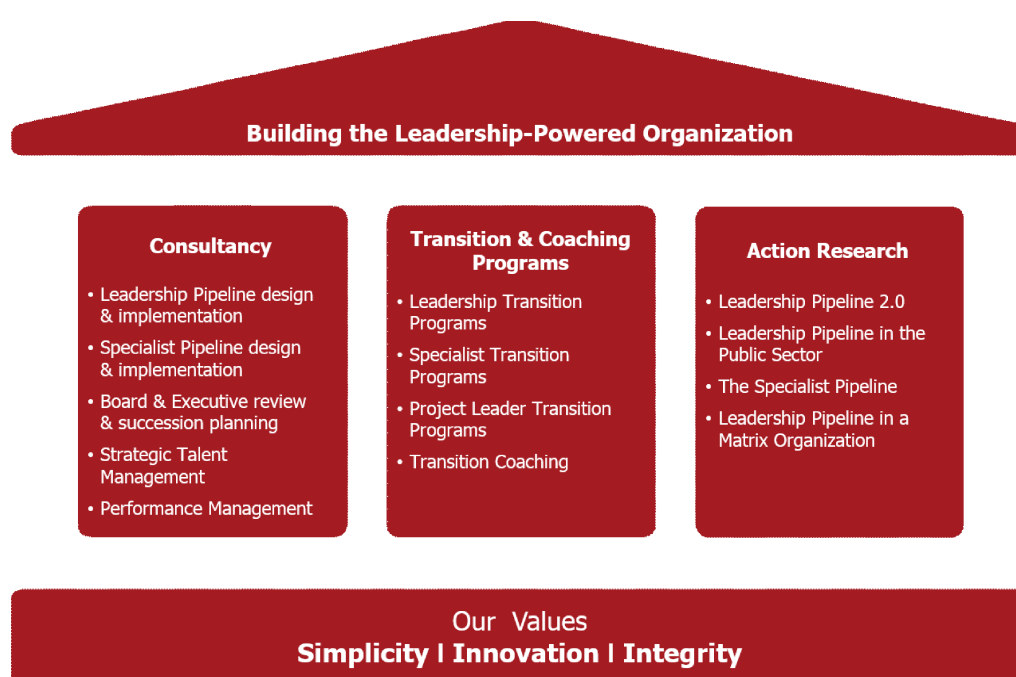 Building the Leadership-Powered Organization
Consultancy
• Leadership Pipeline design
& implementation
• Specialist Pipeline design
& implementation
• Board & Executive review
& succession planning
• Strategic Talent
Management
• Performance Management
Transition & Coaching
Programs
• Leadership Transition
Programs
• Specialist Transition
Programs
• Project Leader Transition
Programs
• Transition Coaching
Action Research
• Leadership Pipeline 2.0
• Leadership Pipeline in the
Public Sector
• The Specialist Pipeline
• Leadership Pipeline in a
Matrix Organization
Our Values
Simplicity | Innovation | Integrity